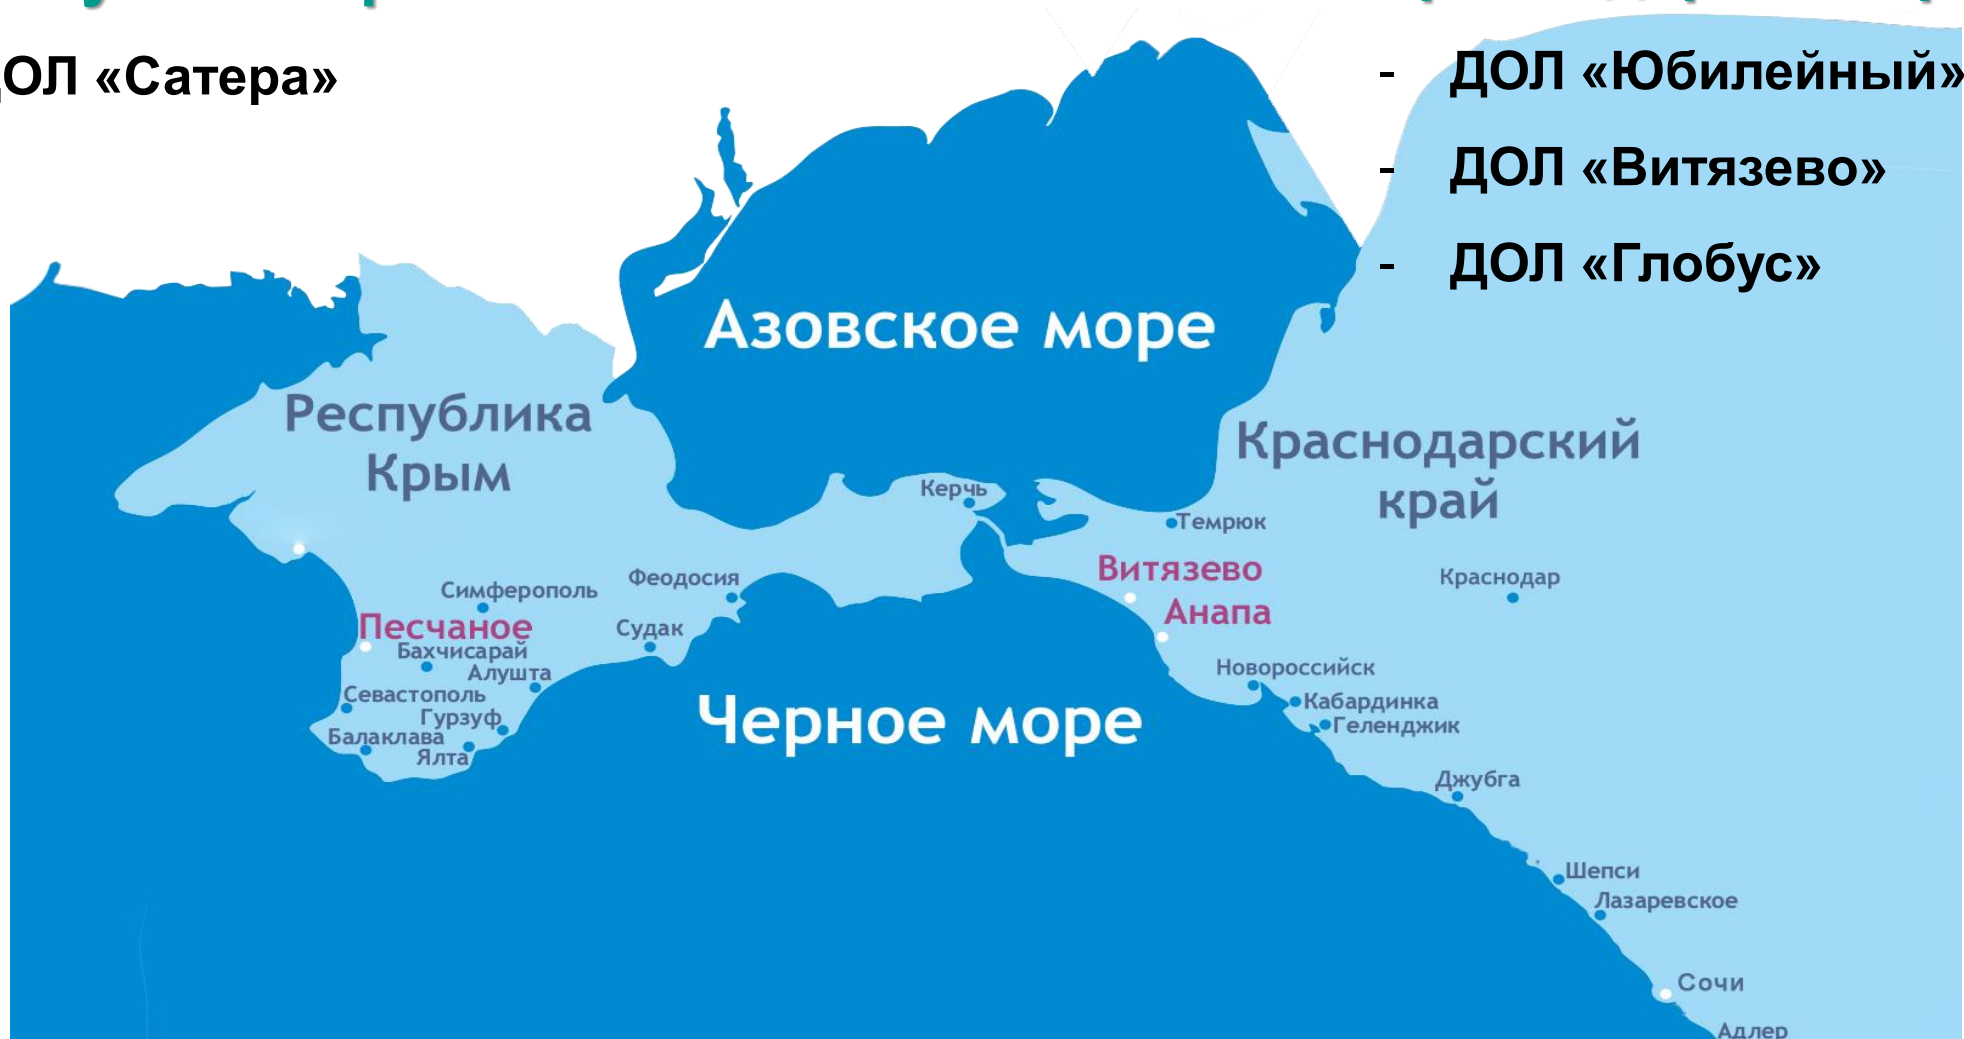 ДОЛ «Сатера»
- ДОЛ «Юбилейный»
- ДОЛ «Витязево»
- ДОЛ «Глобус»
Азовское море
Республика
Крым
Краснодарский
край
Керчь
Темрюк
Витязево
Анапа
Феодосия
Краснодар
Симферополь
Песчаное
Судак
Бахчисарай
Алушта
Новороссийск
Севастополь
Кабардинка
Гурзуф
Геленджик
Балаклава
Ялта
Черное море
Джубга
Шепси
Лазаревское
Сочи
Адлер